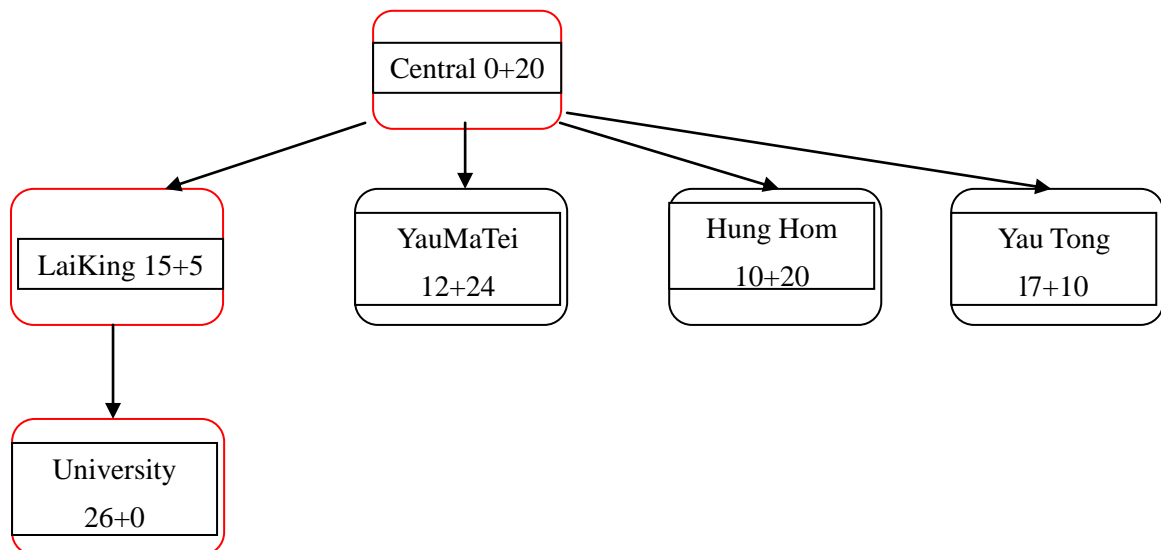 Central 0+20
LaiKing 15+5
YauMaTei
12+24
Hung Hom
10+20
Yau Tong
l7+10
University
26+0